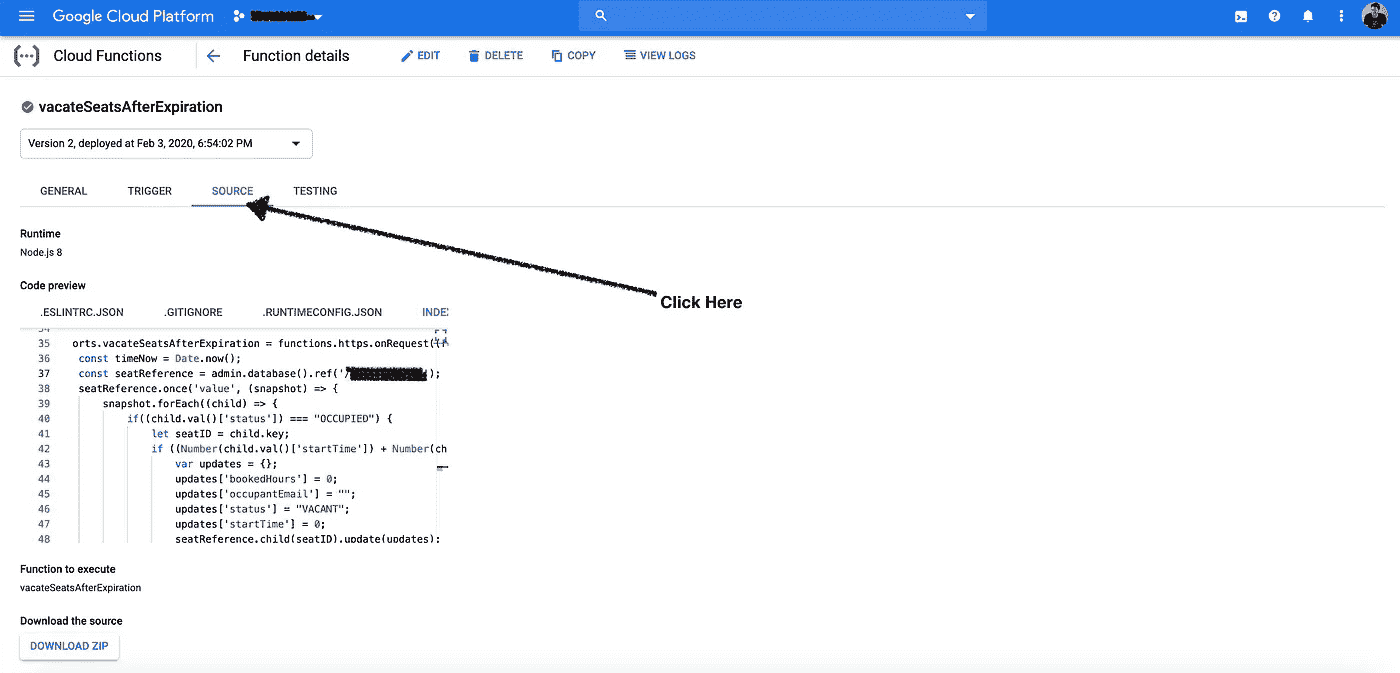 Google Cloud Platform
Cloud Functions Function details EDIT DELETE COPY VIEW LOGS
vacateSeatsAfterExpiration
Version 2, deployed at Feb 3, 2020, 6:54:02 PM
GENERAL TRIGGER SOURCE TESTING
Runtime
Node.js 8
Click Here
Code preview
.ESLINTRC.JSON .GITIGNORE .RUNTIMECONFIG.JSON INDEX
34
35 orts.vacateSeatsAfterExpiration = functions.https.onRequest((r
36 const timeNow = Date.now();
37 const seatReference = admin.database().ref('/ );
38 seatReference.once('value', (snapshot) => {
39 snapshot.forEach((child) => {
40 if((child.val()['status']) === "OCCUPIED") {
41 let seatID = child.key;
42 if ((Number(child.val()['startTime']) + Number(ch
43 var updates = {};
44 updates['bookedHours'] = 0;
45 updates['occupantEmail'] = "";
46 updates['status'] = "VACANT";
47 updates['startTime'] = 0;
48 seatReference.child(seatID).update(updates);
Function to execute
vacateSeatsAfterExpiration
Download the source
DOWNLOAD ZIP